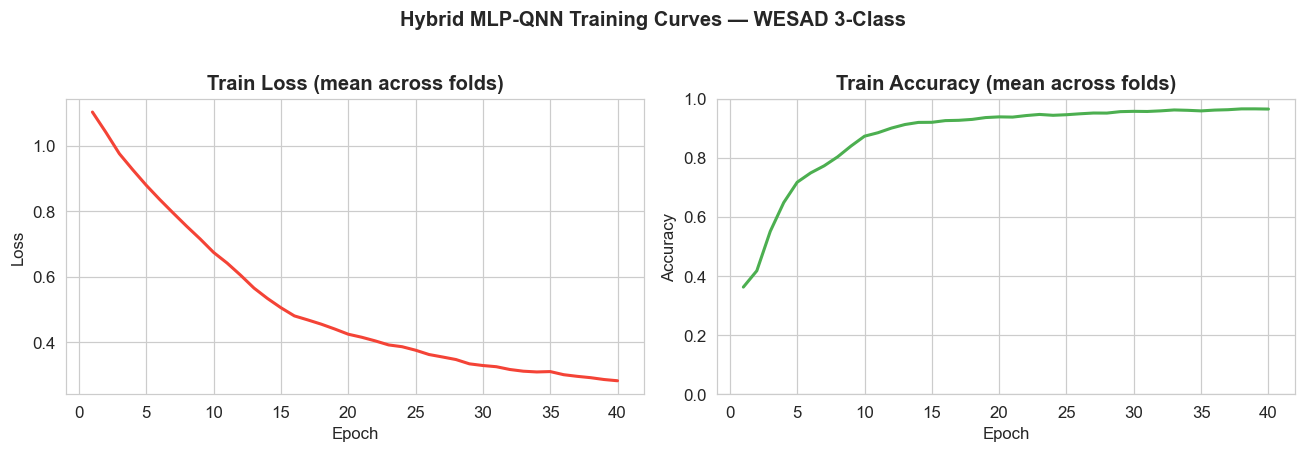 Hybrid MLP-QNN Training Curves — WESAD 3-Class
Train Loss (mean across folds)
1.0
0.8
0.6
0.4
Loss
0 5 10 15 20 25 30 35 40
Epoch
Train Accuracy (mean across folds)
1.0
0.8
0.6
0.4
0.2
0.0
Accuracy
0 5 10 15 20 25 30 35 40
Epoch